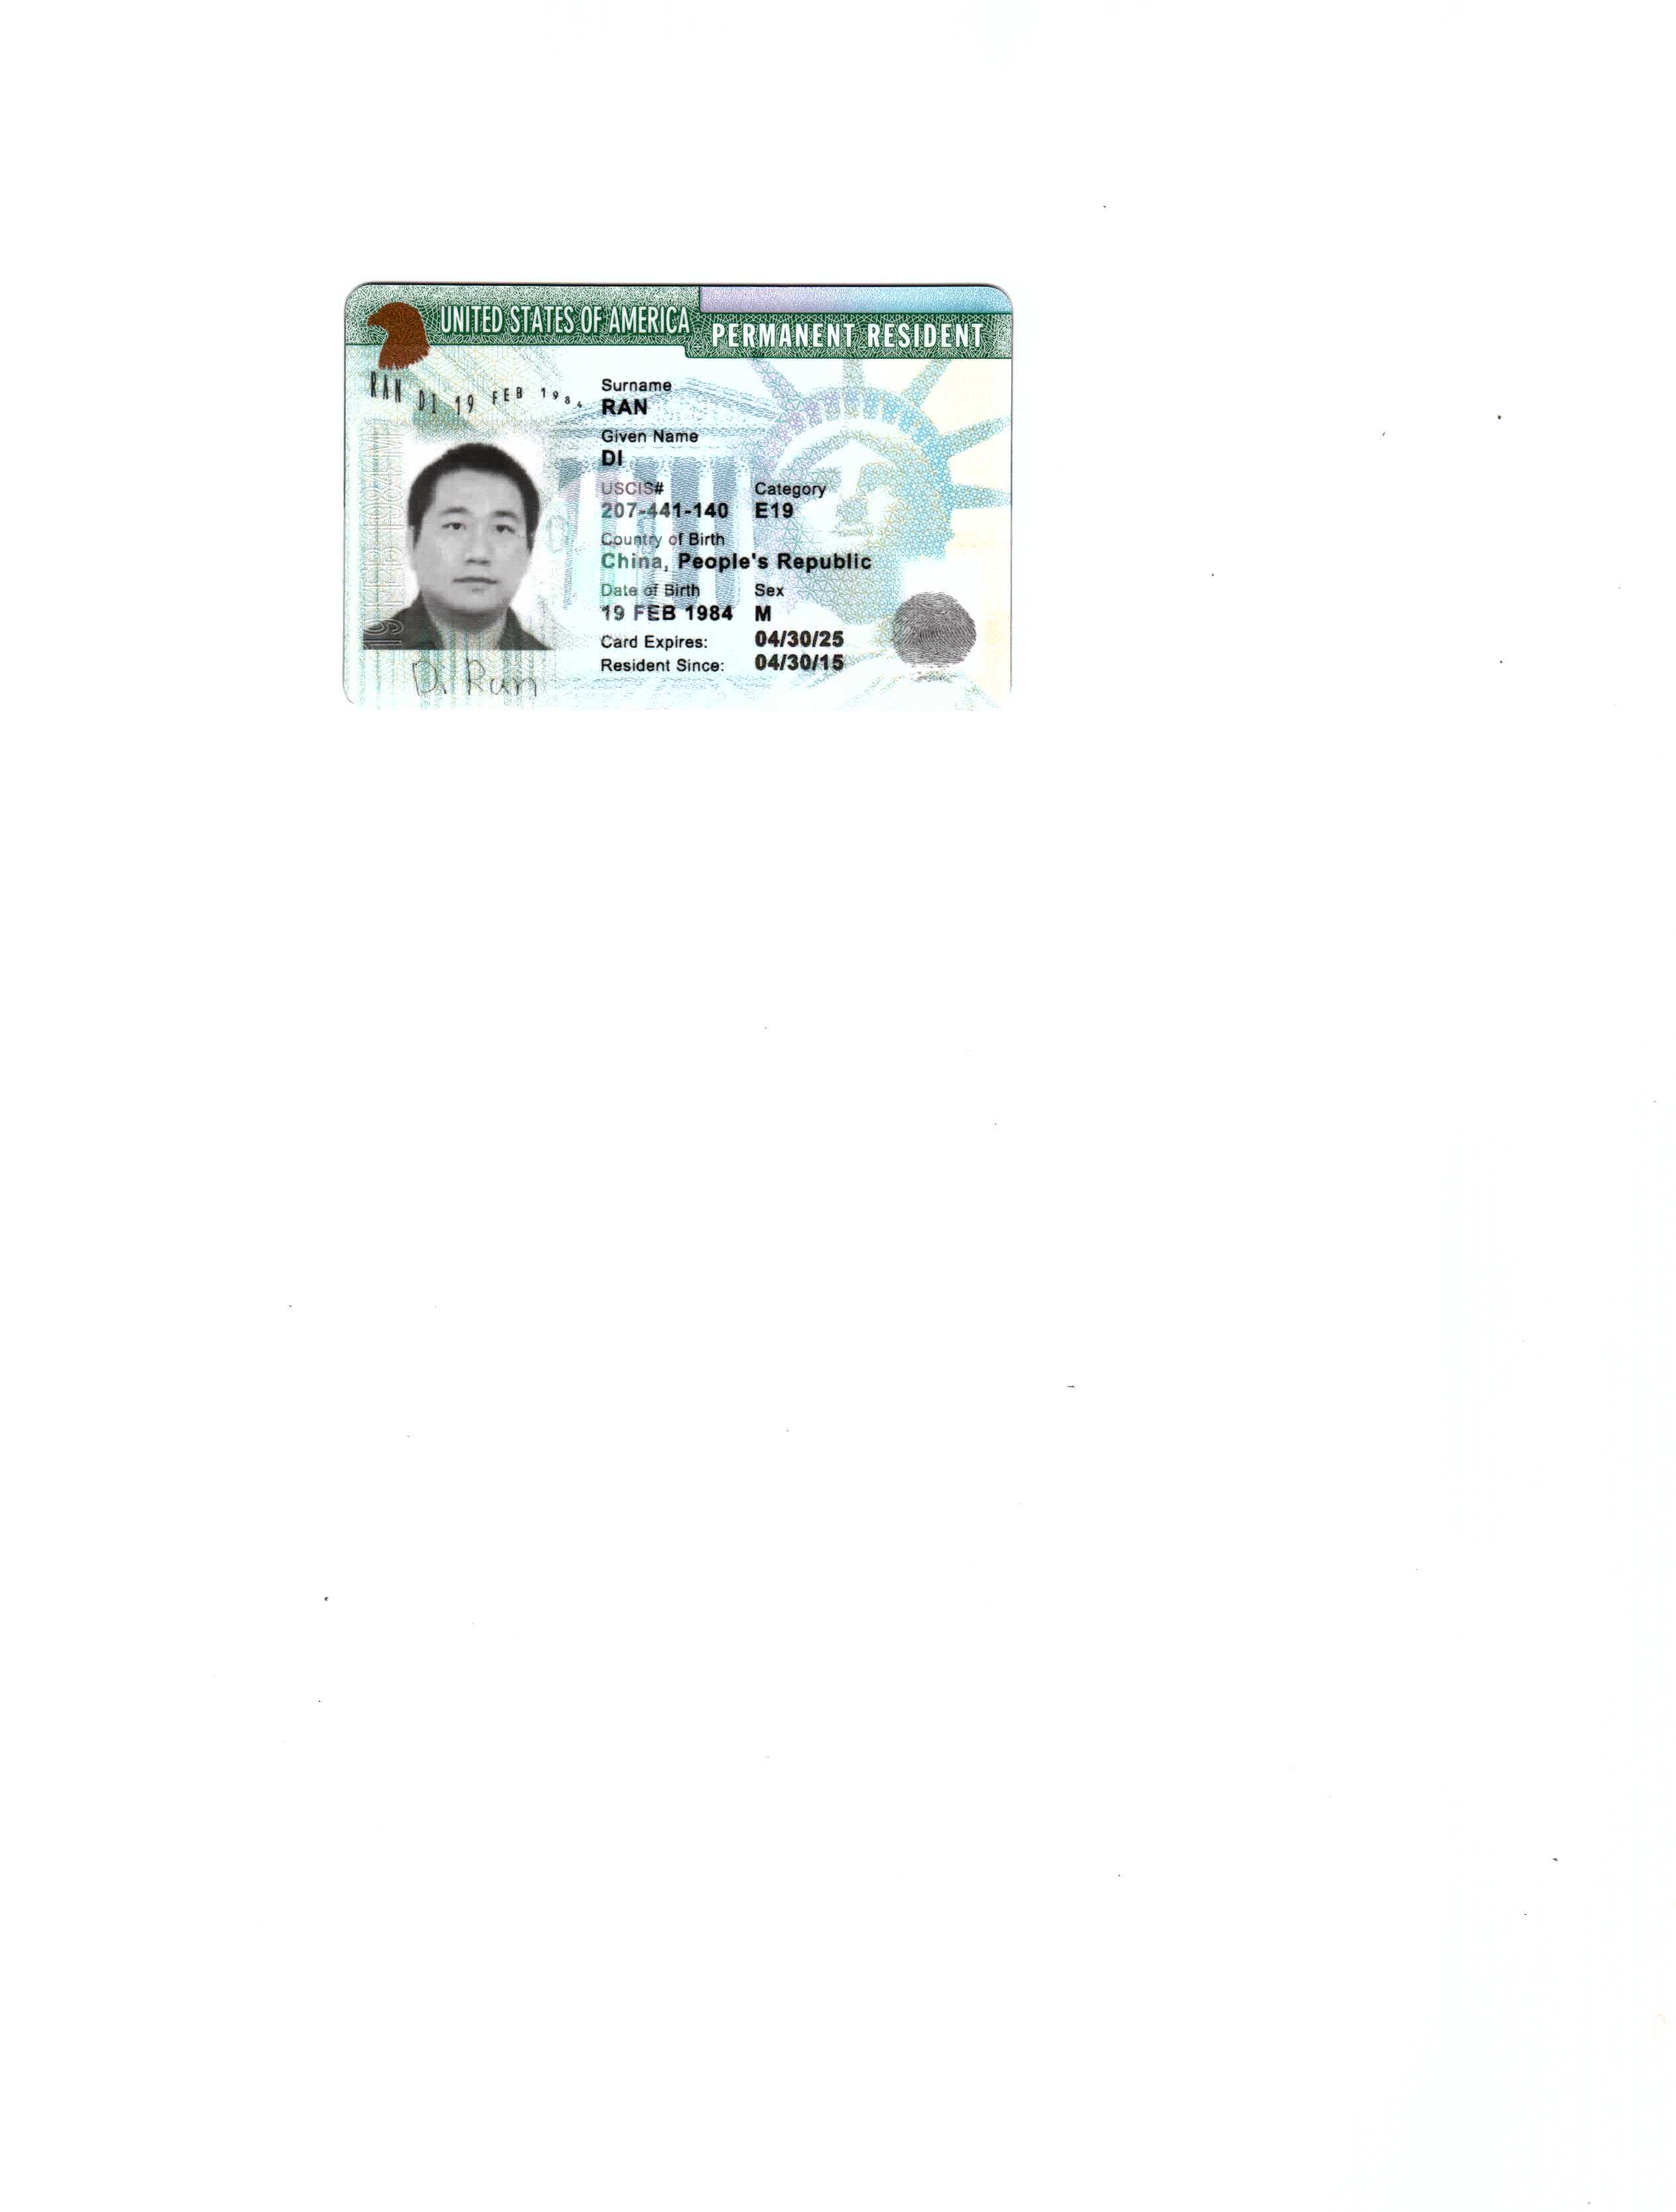 UNITED STATES OF AMERICA
PERMANENT RESIDENT
RAN DI 19 FEB 1984
Surname
RAN
Given Name
DI
USCIS# Category
207-441-140 E19
Country of Birth
China, People's Republic
Date of Birth Sex
19 FEB 1984 M
Card Expires: 04/30/25
Resident Since: 04/30/15
Di Ran